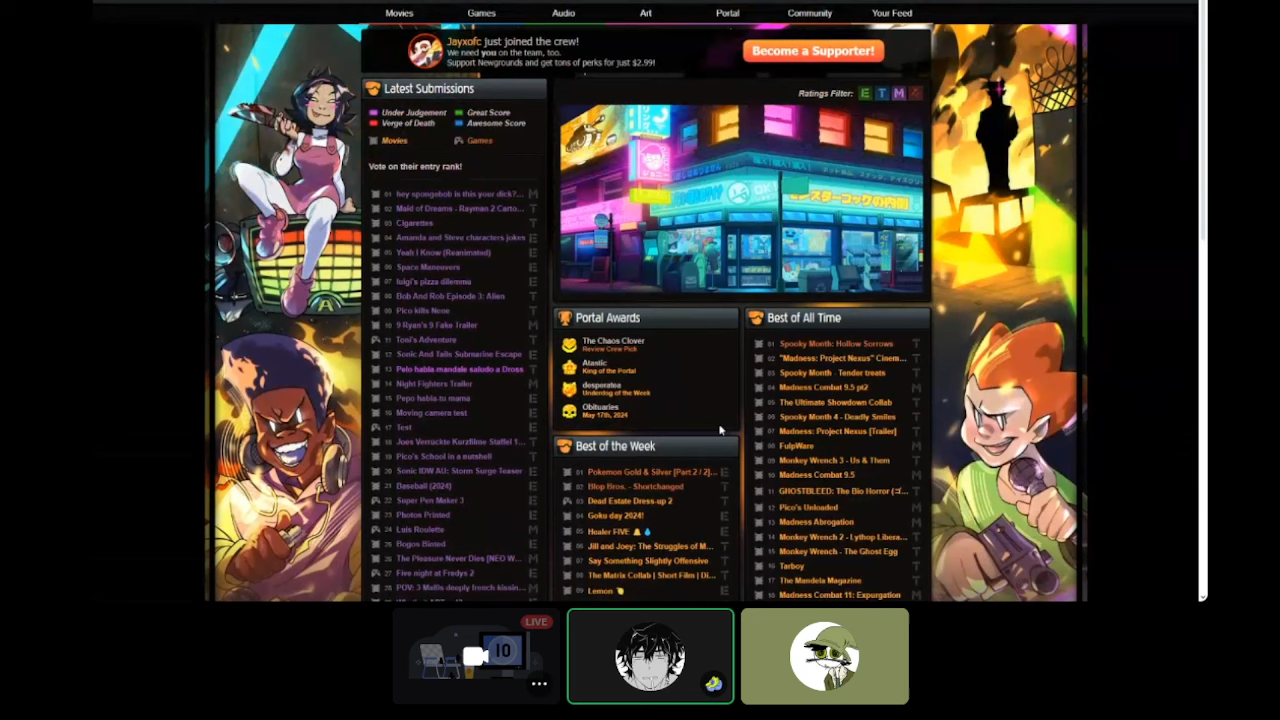 Movies
Games
Audio
Art
Portal
Community
Your Feed
Jayxofc just joined the crew!
We need you on the team, too.
Support Newgrounds and get tons of perks for just $2.99!
Become a Supporter!
Latest Submissions
Under Judgement
Great Score
Verge of Death
Awesome Score
Movies
Games
Vote on their entry rank!
01 hey spongebob is this your dick?... M
02 Maid of Dreams - Rayman 2 Carto... T
03 Cigarettes T
04 Amanda and Steve characters jokes E
05 Yeah I Know (Reanimated) E
06 Space Maneuvers E
07 luigi's pizza dilemma E
08 Bob And Rob Episode 3: Alien T
09 Pico kills Nene T
10 9 Ryan's 9 Fake Trailer T
11 Toni's Adventure E
12 Sonic And Tails Submarine Escape E
13 Pelo habla mandale saludo a Dross T
14 Night Fighters Trailer M
15 Pepo habla tu mama E
16 Moving camera test M
17 Test E
18 Joes Verrückte Kurzfilme Staffel 1... M
19 Pico's School in a nutshell T
20 Sonic IDW AU: Storm Surge Teaser E
21 Baseball (2024) E
22 Super Pen Maker 3 E
23 Photos Printed E
24 Luis Roulette M
25 Bogos Binted E
26 The Pleasure Never Dies [NEO W... M
27 Five night at Fredys 2 E
28 POV: 3 Mallls deeply french kissin... M
Ratings Filter: E T M
Portal Awards
The Chaos Clover
Review Crew Pick
Atastic
King of the Portal
desperatea
Underdog of the Week
Obituaries
May 17th, 2024
Best of the Week
01 Pokemon Gold & Silver [Part 2 / 2]... E
02 Blop Bros. - Shortchanged T
03 Dead Estate Dress-up 2 T
04 Goku day 2024! E
05 Healer FIVE E
06 Jill and Joey: The Struggles of M... T
07 Say Something Slightly Offensive T
08 The Matrix Collab | Short Film | Di... T
09 Lemon E
Best of All Time
01 Spooky Month: Hollow Sorrows T
02 "Madness: Project Nexus" Cinem... T
03 Spooky Month - Tender treats T
04 Madness Combat 9.5 pt2 M
05 The Ultimate Showdown Collab T
06 Spooky Month 4 - Deadly Smiles T
07 Madness: Project Nexus [Trailer] T
08 FulpWare M
09 Monkey Wrench 3 - Us & Them T
10 Madness Combat 9.5 M
11 GHOSTBLEED: The Bio Horror T
12 Pico's Unloaded M
13 Madness Abrogation M
14 Monkey Wrench 2 - Lythop Libera... T
15 Monkey Wrench - The Ghost Egg T
16 Tarboy T
17 The Mandela Magazine T
18 Madness Combat 11: Expurgation M
LIVE
10